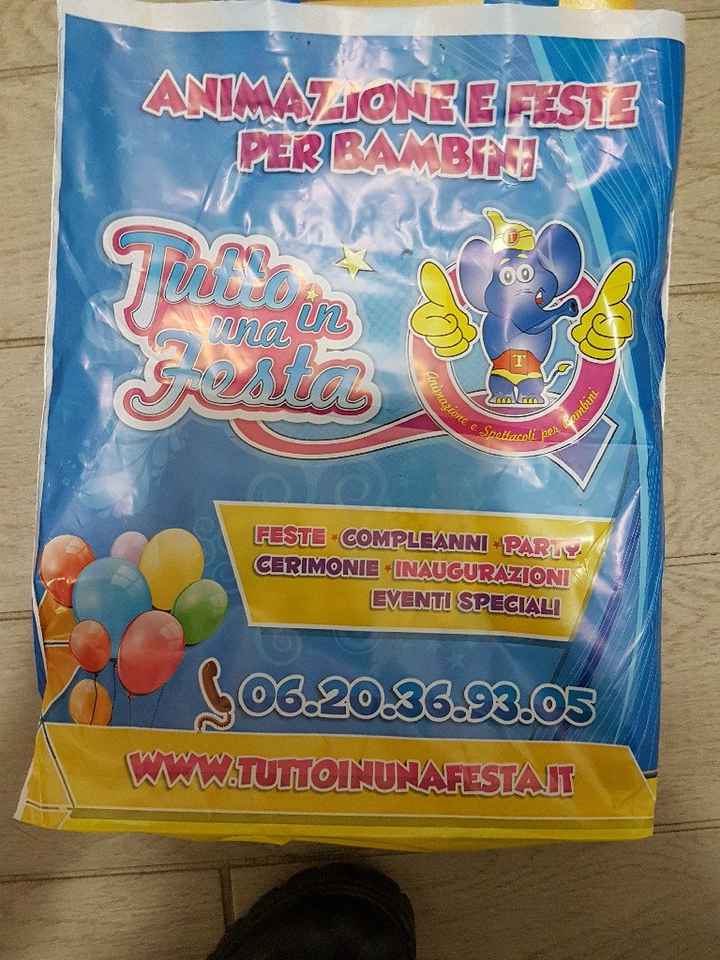 ANIMAZIONE E FESTE
PER BAMBINI
Tutto in
una
Festa
T
T
Animazione e Spettacoli per Bambini
FESTE * COMPLEANNI * PARTY
CERIMONIE * INAUGURAZIONI
EVENTI SPECIALI
06.20.36.93.05
WWW.TUTTOINUNAFESTA.IT